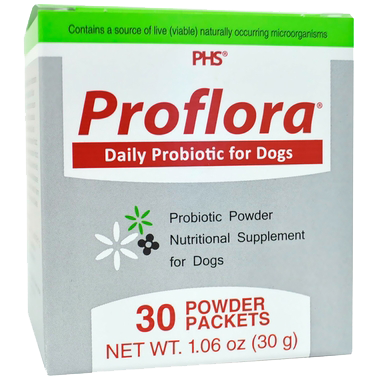 Contains a source of live (viable) naturally occurring microorganisms
PHS®
Proflora®
Daily Probiotic for Dogs
Probiotic Powder
Nutritional Supplement
for Dogs
30 POWDER
PACKETS
NET WT. 1.06 oz (30 g)